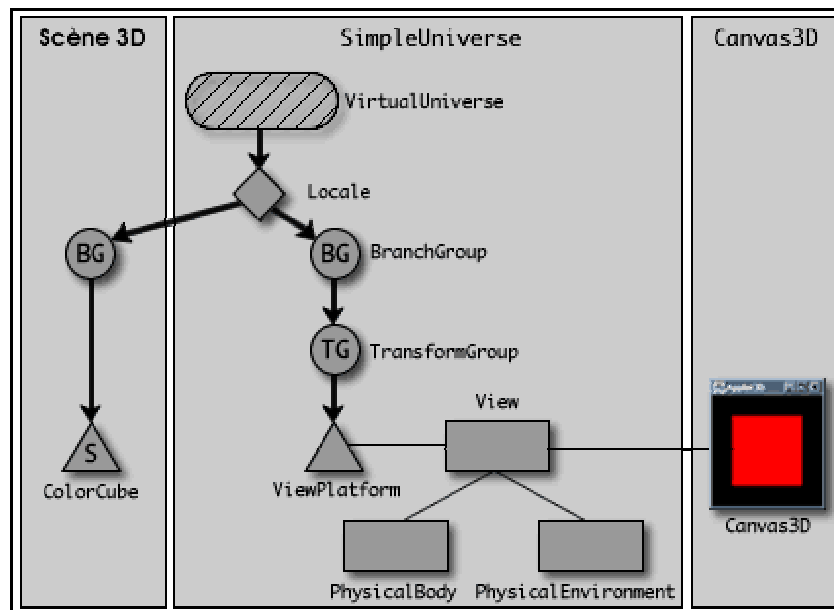 Scène 3D
SimpleUniverse
Canvas3D
VirtualUniverse
Locale
BG
BG
BranchGroup
TG
TransformGroup
View
S
ColorCube
ViewPlatform
Canvas3D
PhysicalBody
PhysicalEnvironment